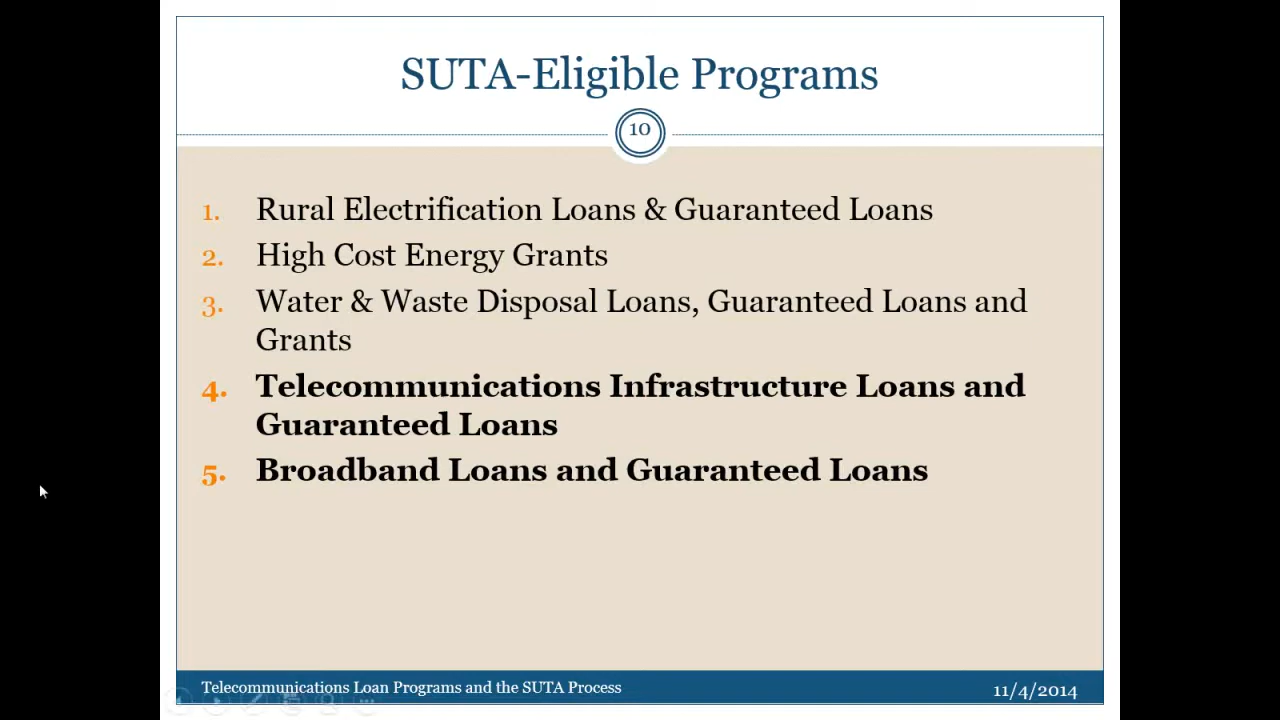 SUTA-Eligible Programs
10
1. Rural Electrification Loans & Guaranteed Loans
2. High Cost Energy Grants
3. Water & Waste Disposal Loans, Guaranteed Loans and
Grants
4. Telecommunications Infrastructure Loans and
Guaranteed Loans
5. Broadband Loans and Guaranteed Loans
Telecommunications Loan Programs and the SUTA Process
11/4/2014